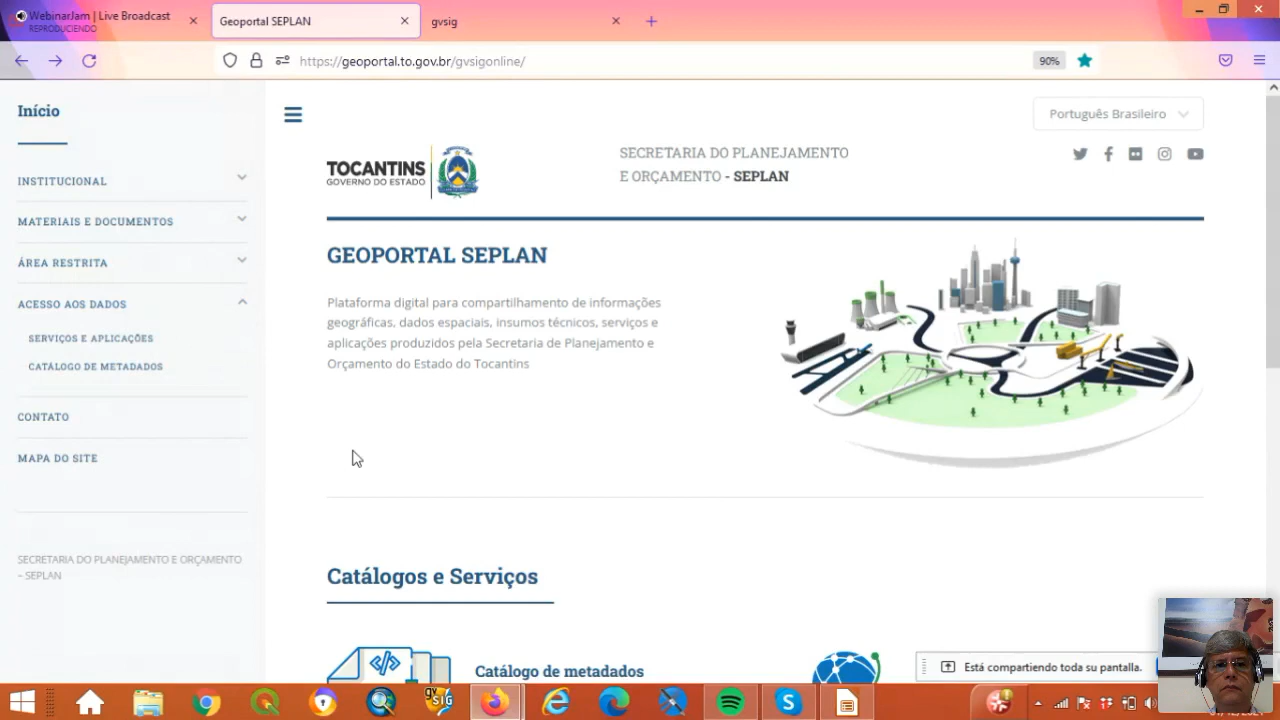 WebinarJam | Live Broadcast
REPRODUCIENDO
Geoportal SEPLAN
gvsig
https://geoportal.to.gov.br/gvsigonline/
90%
Início
INSTITUCIONAL
MATERIAIS E DOCUMENTOS
ÁREA RESTRITA
ACESSO AOS DADOS
SERVIÇOS E APLICAÇÕES
CATÁLOGO DE METADADOS
CONTATO
MAPA DO SITE
SECRETARIA DO PLANEJAMENTO E ORÇAMENTO
– SEPLAN
Português Brasileiro
TOCANTINS
GOVERNO DO ESTADO
SECRETARIA DO PLANEJAMENTO
E ORÇAMENTO - SEPLAN
GEOPORTAL SEPLAN
Plataforma digital para compartilhamento de informações
geográficas, dados espaciais, insumos técnicos, serviços e
aplicações produzidos pela Secretaria de Planejamento e
Orçamento do Estado do Tocantins
Catálogos e Serviços
Catálogo de metadados
Está compartiendo toda su pantalla.
gv
SIG